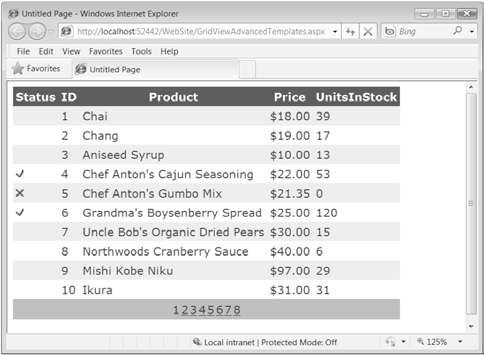 Untitled Page - Windows Internet Explorer
http://localhost:52442/WebSite/GridViewAdvancedTemplates.aspx
Bing
File Edit View Favorites Tools Help
Favorites Untitled Page
Status ID Product Price UnitsInStock
1 Chai $18.00 39
2 Chang $19.00 17
3 Aniseed Syrup $10.00 13
4 Chef Anton's Cajun Seasoning $22.00 53
5 Chef Anton's Gumbo Mix $21.35 0
6 Grandma's Boysenberry Spread $25.00 120
7 Uncle Bob's Organic Dried Pears $30.00 15
8 Northwoods Cranberry Sauce $40.00 6
9 Mishi Kobe Niku $97.00 29
10 Ikura $31.00 31
12345678
Local intranet | Protected Mode: Off 125%